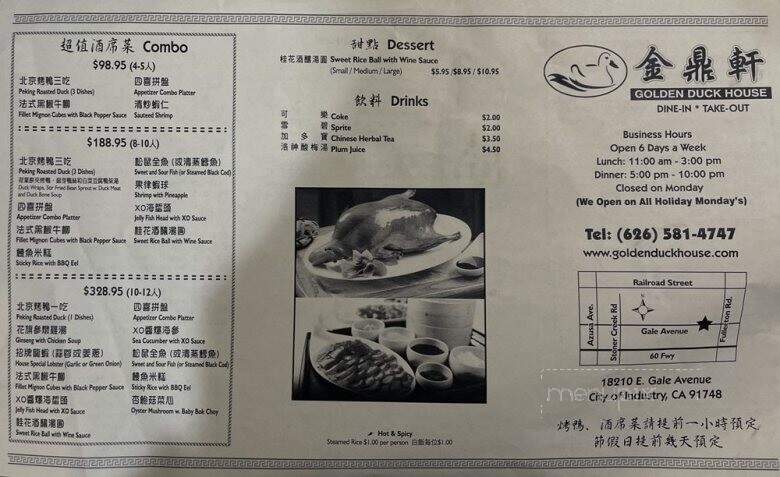 超值酒席菜 Combo
$98.95 (4-5人)
北京烤鴨三吃
Peking Roasted Duck (3 Dishes)
四喜拼盤
Appetizer Combo Platter
法式黑椒牛腩
Fillet Mignon Cubes with Black Pepper Sauce
清炒蝦仁
Sauteed Shrimp
$188.95 (8-10人)
北京烤鴨三吃
Peking Roasted Duck (3 Dishes)
Duck Wraps, Stir Fried Bean Sprout w. Duck Meat
and Duck Bone Soup
松鼠全魚 (或清蒸鱈魚)
Sweet and Sour Fish (or Steamed Black Cod)
果律蝦球
Shrimp with Pineapple
四喜拼盤
Appetizer Combo Platter
XO海蜇頭
Jelly Fish Head with XO Sauce
法式黑椒牛腩
Fillet Mignon Cubes with Black Pepper Sauce
桂花酒釀湯圓
Sweet Rice Ball with Wine Sauce
鰻魚米糕
Sticky Rice with BBQ Eel
$328.95 (10-12人)
北京烤鴨一吃
Peking Roasted Duck (1 Dishes)
四喜拼盤
Appetizer Combo Platter
花旗參燉雞湯
Ginseng with Chicken Soup
XO醬爆海參
Sea Cucumber with XO Sauce
招牌龍蝦 (蒜蓉或姜蔥)
House Special Lobster (Garlic or Green Onion)
松鼠全魚 (或清蒸鱈魚)
Sweet and Sour Fish (or Steamed Black Cod)
法式黑椒牛腩
Fillet Mignon Cubes with Black Pepper Sauce
鰻魚米糕
Sticky Rice with BBQ Eel
XO醬爆海蜇頭
Jelly Fish Head with XO Sauce
杏鮑菇菜心
Oyster Mushroom w. Baby Bok Choy
桂花酒釀湯圓
Sweet Rice Ball with Wine Sauce
甜點 Dessert
桂花酒釀湯圓 Sweet Rice Ball with Wine Sauce
(Small / Medium / Large) $5.95 /$8.95 / $10.95
飲料 Drinks
可樂 Coke $2.00
雪碧 Sprite $2.00
加多寶 Chinese Herbal Tea $3.50
洛神酸梅湯 Plum Juice $4.50
Hot & Spicy
Steamed Rice $1.00 per person 白飯每位$1.00
金鼎軒
GOLDEN DUCK HOUSE
DINE-IN * TAKE-OUT
Business Hours
Open 6 Days a Week
Lunch: 11:00 am - 3:00 pm
Dinner: 5:00 pm - 10:00 pm
Closed on Monday
(We Open on All Holiday Monday's)
Tel: (626) 581-4747
www.goldenduckhouse.com
Railroad Street
Azusa Ave.
Stoner Creek Rd
Gale Avenue
Fullerton Rd.
60 Fwy
18210 E. Gale Avenue
City of Industry, CA 91748
烤鴨、酒席菜請提前一小時預定
節假日提前幾天預定